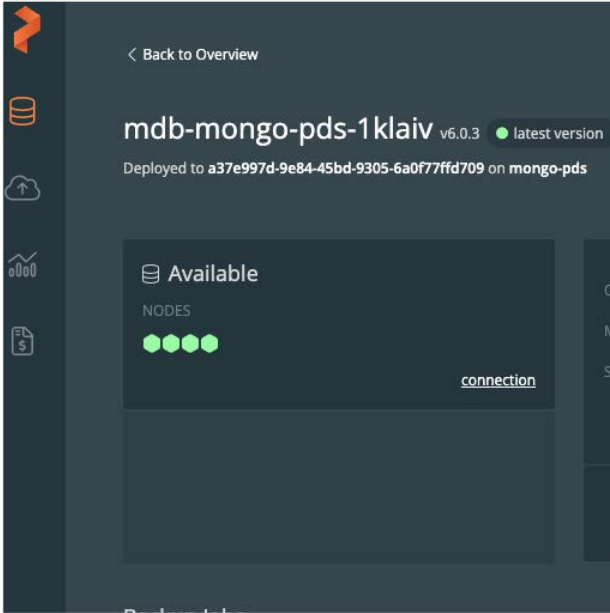 Back to Overview
mdb-mongo-pds-1klaiv v6.0.3 latest version
Deployed to a37e997d-9e84-45bd-9305-6a0f77ffd709 on mongo-pds
Available
NODES
connection